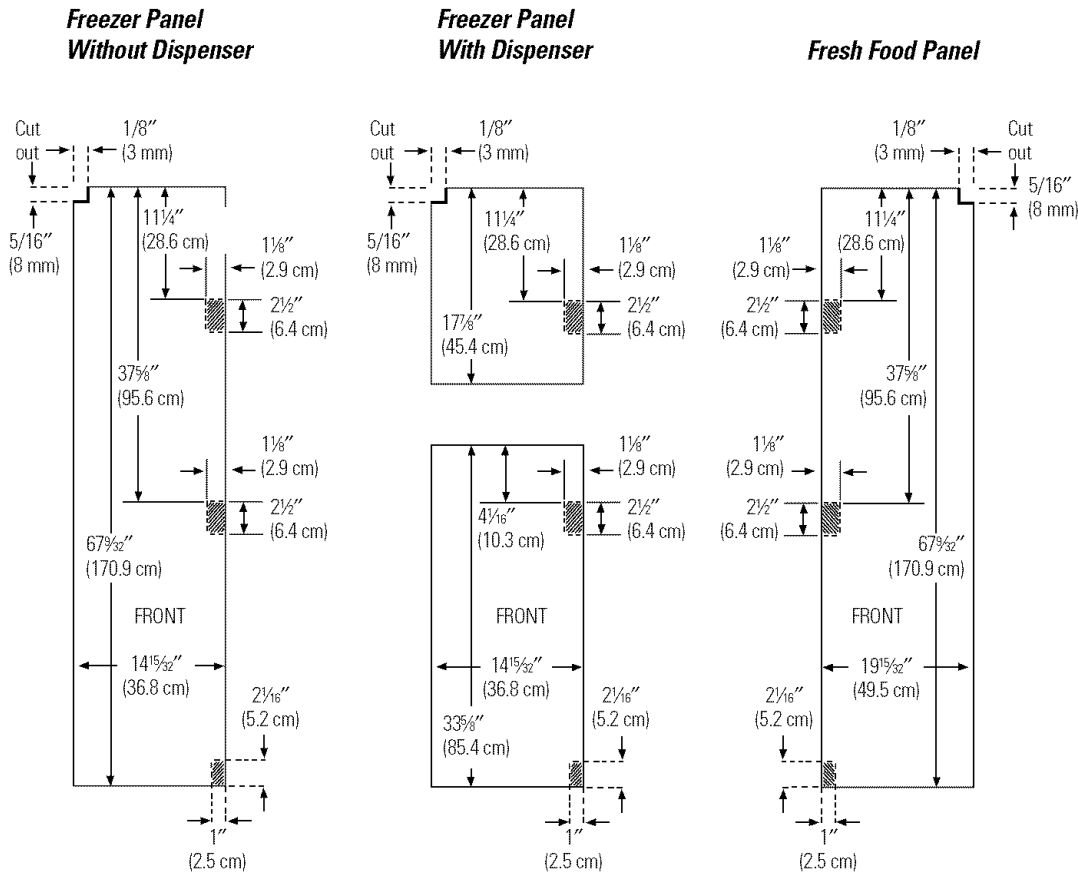 Freezer Panel
Without Dispenser
Cut
out
1/8″
(3 mm)
5/16″
(8 mm)
11¼″
(28.6 cm)
1⅛″
(2.9 cm)
2½″
(6.4 cm)
37⅝″
(95.6 cm)
1⅛″
(2.9 cm)
2½″
(6.4 cm)
67⁹⁄₃₂″
(170.9 cm)
FRONT
14¹⁵⁄₃₂″
(36.8 cm)
2¹⁄₁₆″
(5.2 cm)
1″
(2.5 cm)
Freezer Panel
With Dispenser
Cut
out
1/8″
(3 mm)
5/16″
(8 mm)
11¼″
(28.6 cm)
1⅛″
(2.9 cm)
2½″
(6.4 cm)
17⅞″
(45.4 cm)
1⅛″
(2.9 cm)
2½″
(6.4 cm)
4¹⁄₁₆″
(10.3 cm)
FRONT
14¹⁵⁄₃₂″
(36.8 cm)
33⅝″
(85.4 cm)
2¹⁄₁₆″
(5.2 cm)
1″
(2.5 cm)
Fresh Food Panel
1/8″
(3 mm)
Cut
out
5/16″
(8 mm)
11¼″
(28.6 cm)
1⅛″
(2.9 cm)
2½″
(6.4 cm)
37⅝″
(95.6 cm)
1⅛″
(2.9 cm)
2½″
(6.4 cm)
67⁹⁄₃₂″
(170.9 cm)
FRONT
19¹⁵⁄₃₂″
(49.5 cm)
2¹⁄₁₆″
(5.2 cm)
1″
(2.5 cm)